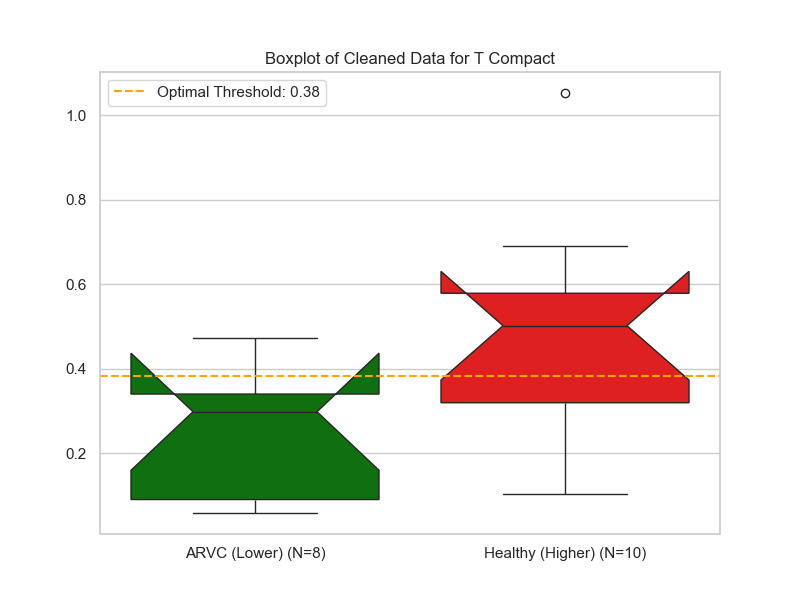 Boxplot of Cleaned Data for T Compact
Optimal Threshold: 0.38
1.0
0.8
0.6
0.4
0.2
ARVC (Lower) (N=8)
Healthy (Higher) (N=10)